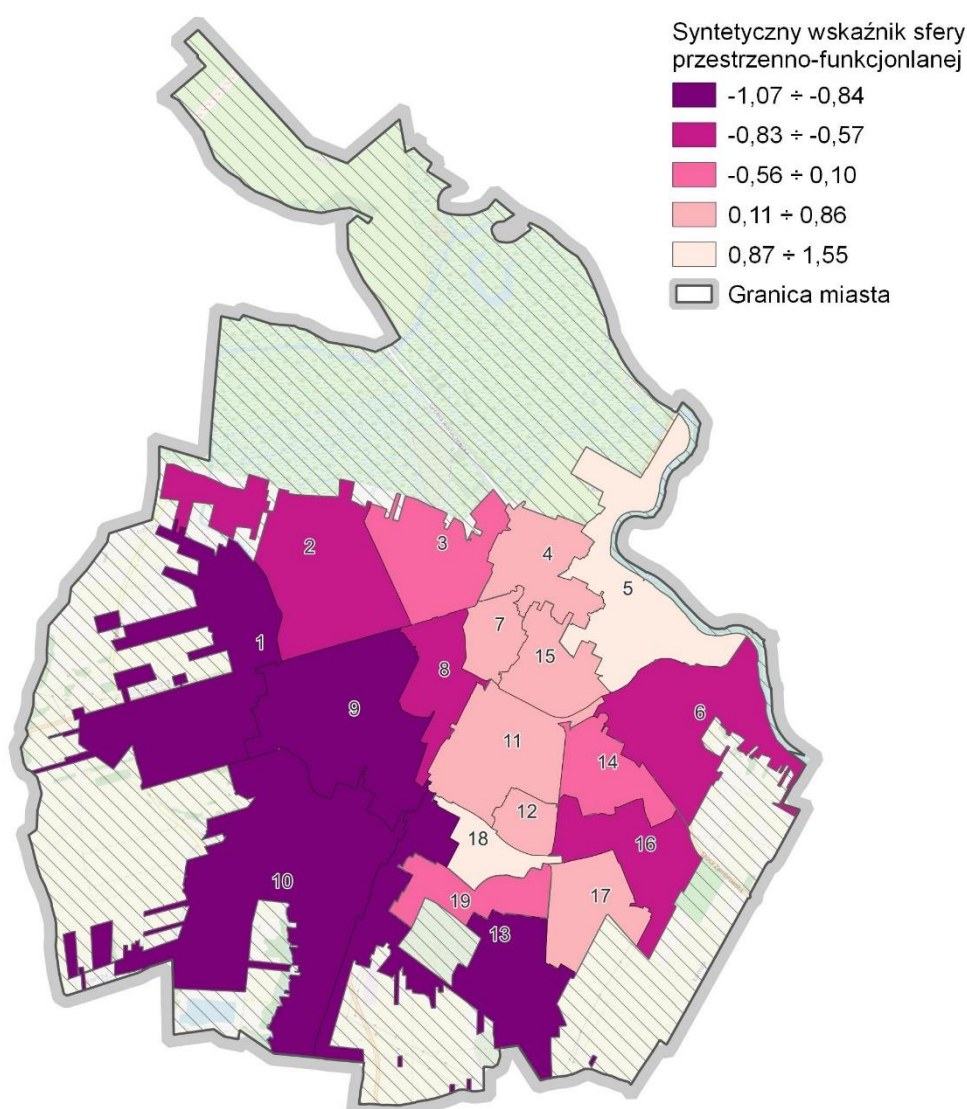 Syntetyczny wskaźnik sfery
przestrzenno-funkcjonlanej
-1,07 ÷ -0,84
-0,83 ÷ -0,57
-0,56 ÷ 0,10
0,11 ÷ 0,86
0,87 ÷ 1,55
Granica miasta
2
3
4
5
1
7
15
8
9
6
11
14
12
18
16
10
19
17
13